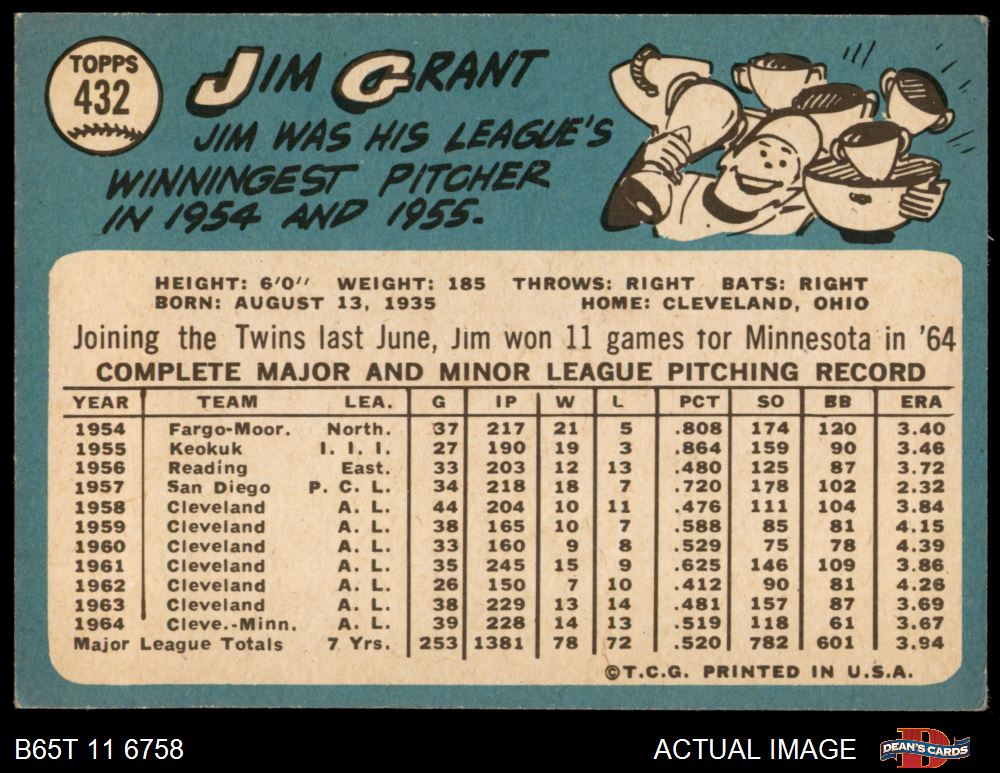 TOPPS
432
JIM GRANT
JIM WAS HIS LEAGUE'S
WINNINGEST PITCHER
IN 1954 AND 1955.
HEIGHT: 6'0" WEIGHT: 185 THROWS: RIGHT BATS: RIGHT
BORN: AUGUST 13, 1935 HOME: CLEVELAND, OHIO
Joining the Twins last June, Jim won 11 games for Minnesota in '64
COMPLETE MAJOR AND MINOR LEAGUE PITCHING RECORD
YEAR TEAM LEA. G IP W L PCT SO BB ERA
1954 Fargo-Moor. North. 37 217 21 5 .808 174 120 3.40
1955 Keokuk I. I. I. 27 190 19 3 .864 159 90 3.46
1956 Reading East. 33 203 12 13 .480 125 87 3.72
1957 San Diego P. C. L. 34 218 18 7 .720 178 102 2.32
1958 Cleveland A. L. 44 204 10 11 .476 111 104 3.84
1959 Cleveland A. L. 38 165 10 7 .588 85 81 4.15
1960 Cleveland A. L. 33 160 9 8 .529 75 78 4.39
1961 Cleveland A. L. 35 245 15 9 .625 146 109 3.86
1962 Cleveland A. L. 26 150 7 10 .412 90 81 4.26
1963 Cleveland A. L. 38 229 13 14 .481 157 87 3.69
1964 Cleve.-Minn. A. L. 39 228 14 13 .519 118 61 3.67
Major League Totals 7 Yrs. 253 1381 78 72 .520 782 601 3.94
©T.C.G. PRINTED IN U.S.A.
B65T 11 6758 ACTUAL IMAGE DEAN'S CARDS